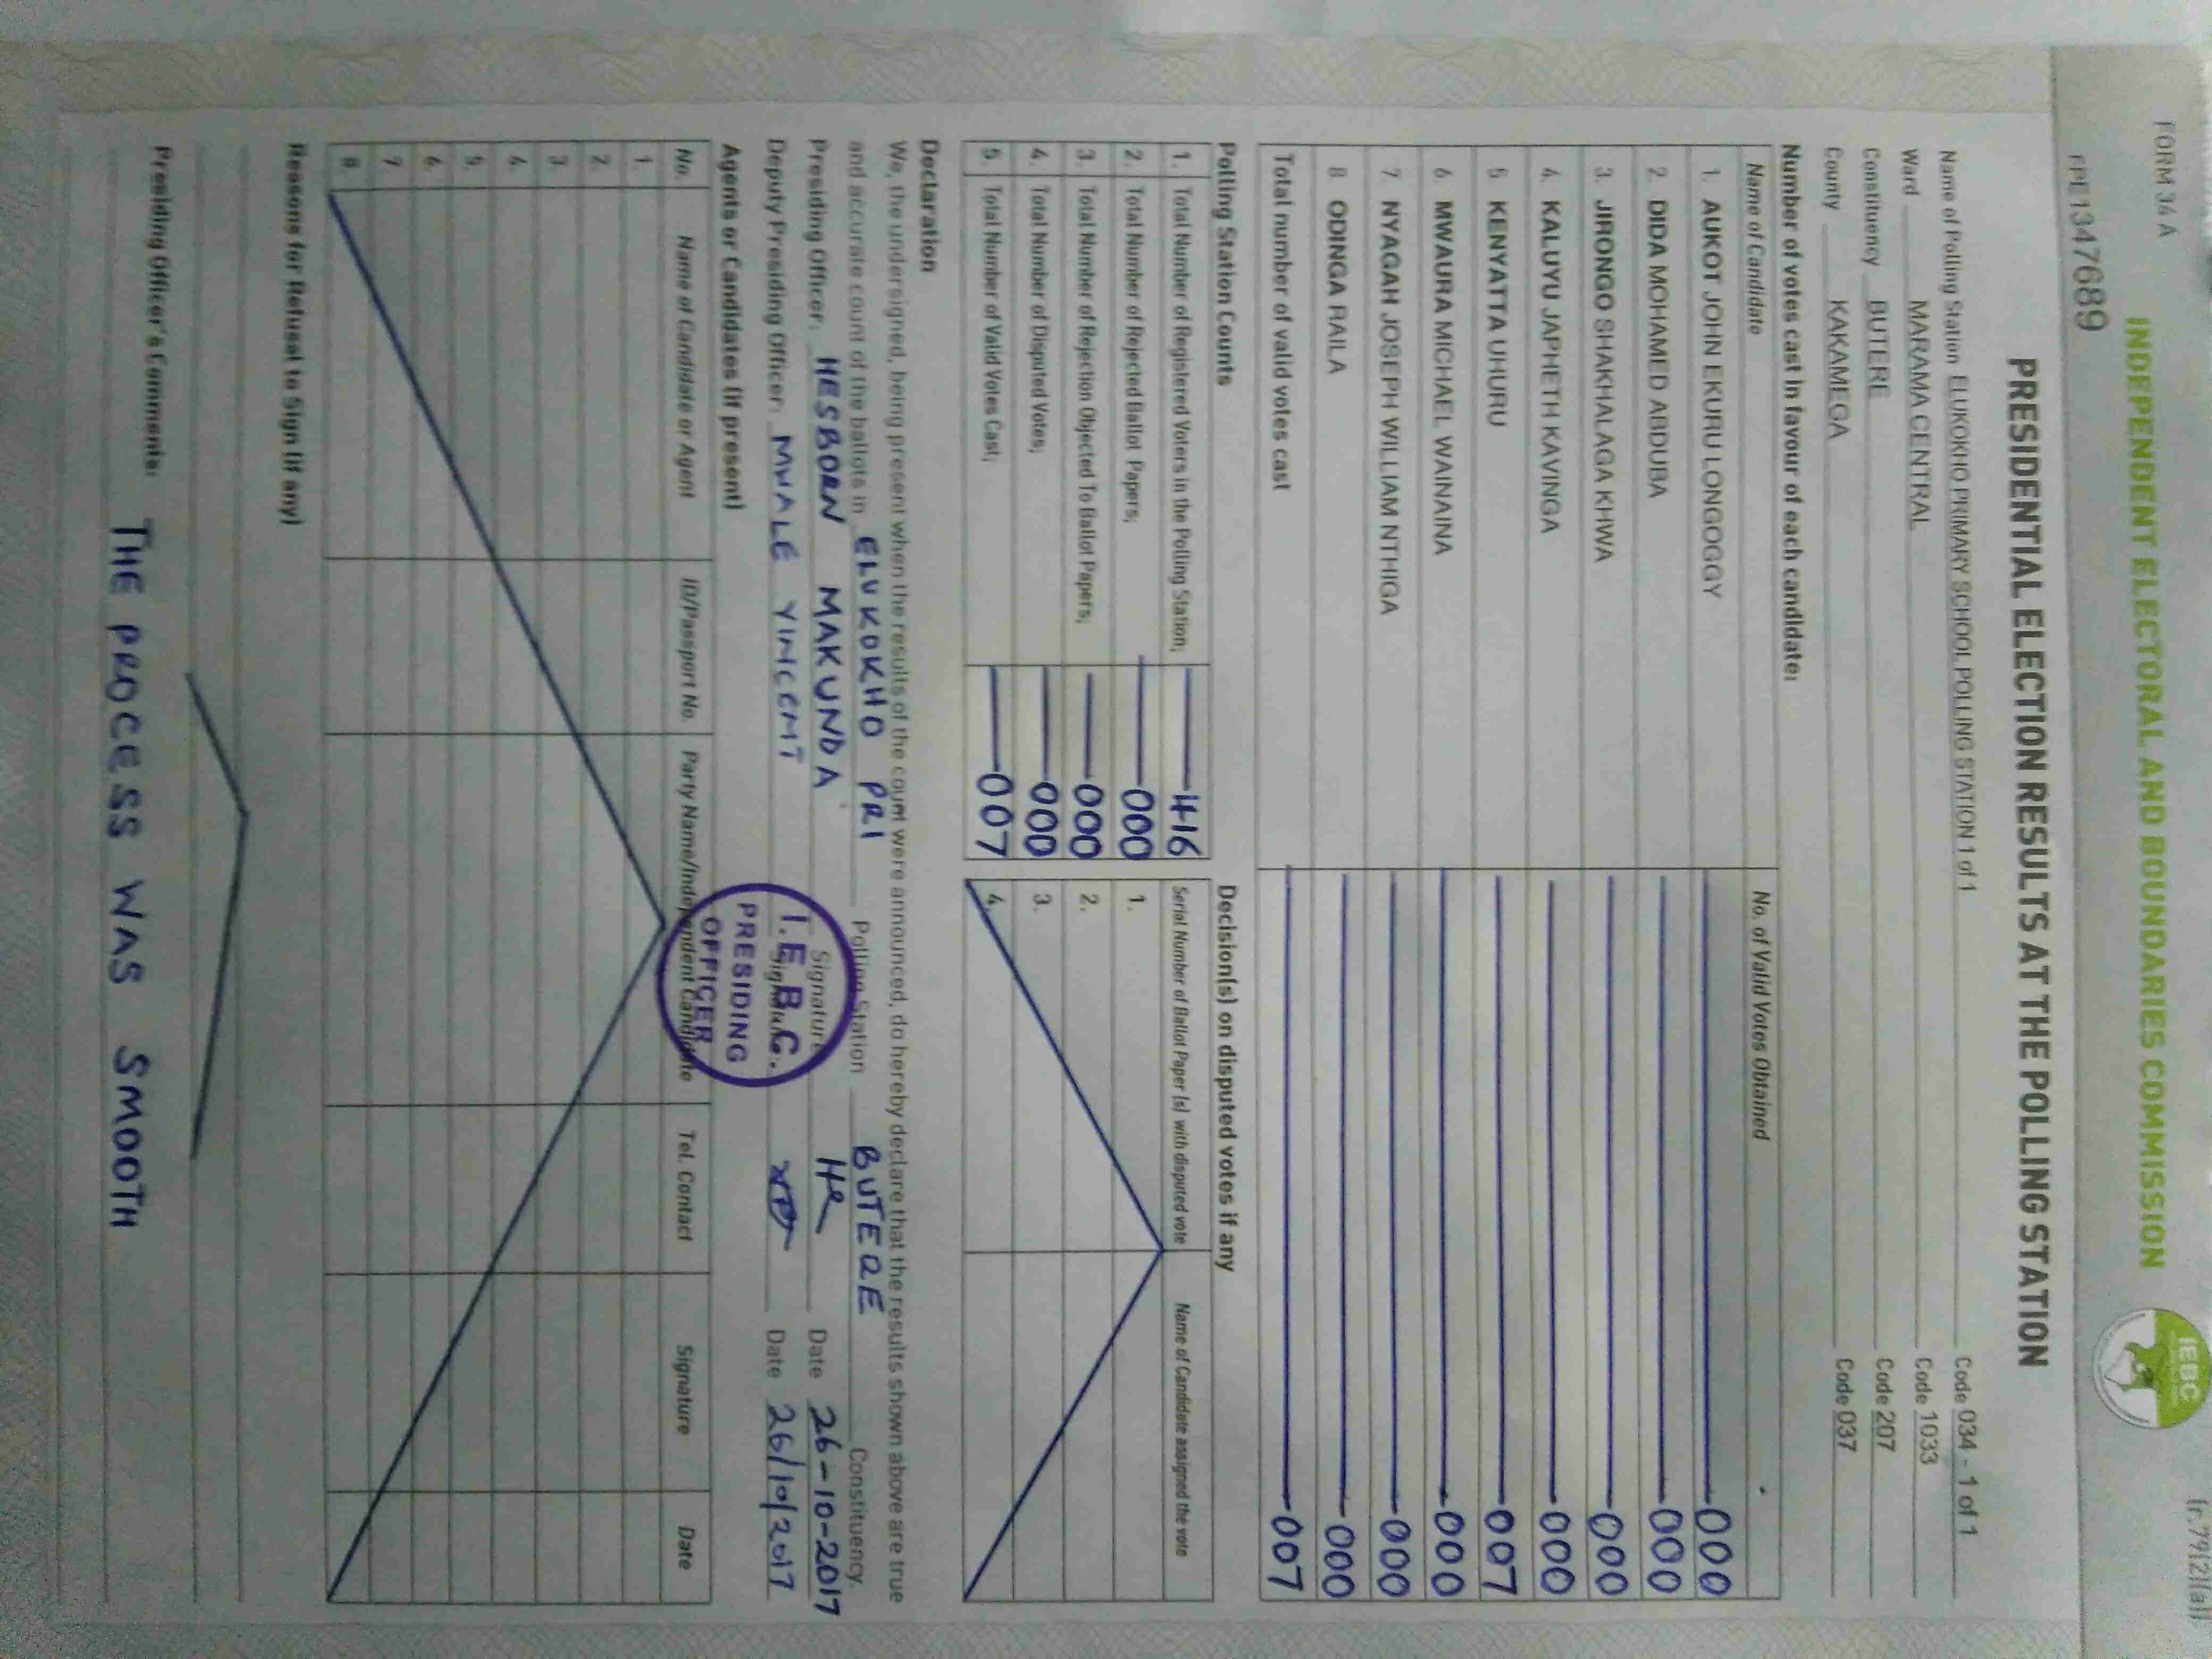 FORM 34 A
(r.79(2)(a))
INDEPENDENT ELECTORAL AND BOUNDARIES COMMISSION
IEBC
PPE1347689
PRESIDENTIAL ELECTION RESULTS AT THE POLLING STATION
Name of Polling Station ELUKOKHO PRIMARY SCHOOL POLLING STATION 1 of 1 Code 034 - 1 of 1
Ward MARAMA CENTRAL Code 1033
Constituency BUTERE Code 207
County KAKAMEGA Code 037
Number of votes cast in favour of each candidate:
Name of Candidate No. of Valid Votes Obtained
1. AUKOT JOHN EKURU LONGOGGY 000
2. DIDA MOHAMED ABDUBA 000
3. JIRONGO SHAKHALAGA KHWA 000
4. KALUYU JAPHETH KAVINGA 000
5 KENYATTA UHURU 007
6. MWAURA MICHAEL WAINAINA 000
7. NYAGAH JOSEPH WILLIAM NTHIGA 000
8. ODINGA RAILA 000
Total number of valid votes cast 007
Polling Station Counts Decision(s) on disputed votes if any
1. Total Number of Registered Voters in the Polling Station; 416
2. Total Number of Rejected Ballot Papers; 000
3. Total Number of Rejection Objected To Ballot Papers; 000
4. Total Number of Disputed Votes; 000
5. Total Number of Valid Votes Cast; 007
Serial Number of Ballot Paper (s) with disputed vote Name of Candidate assigned the vote
1.
2.
3.
4.
Declaration
We, the undersigned, being present when the results of the count were announced, do hereby declare that the results shown above are true
and accurate count of the ballots in ELUKOKHO PRI Polling Station BUTERE Constituency.
Presiding Officer: HESBORN MAKUNDA Signature Date 26-10-2017
Deputy Presiding Officer: MWALE VINCENT Signature Date 26/10/2017
I.E.B.C.
PRESIDING
OFFICER
Agents or Candidates (if present)
No. Name of Candidate or Agent ID/Passport No. Party Name/Independent Candidate Tel. Contact Signature Date
1.
2.
3.
4.
5.
6.
7.
8
Reasons for Refusal to Sign (if any)
Presiding Officer's Comments: THE PROCESS WAS SMOOTH